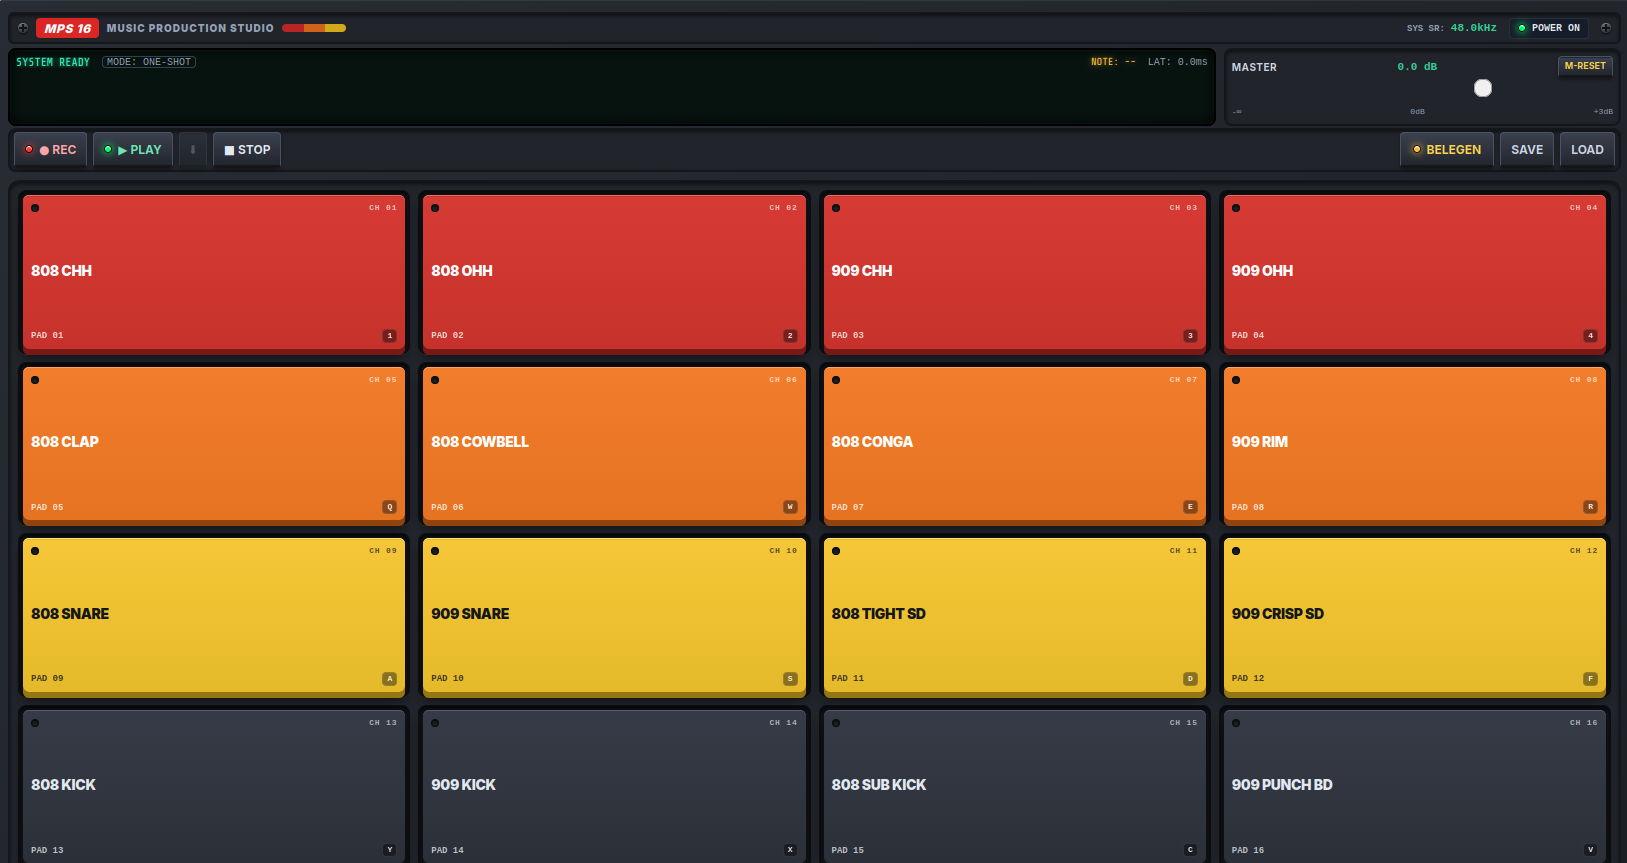 MPS 16 MUSIC PRODUCTION STUDIO SYS SR: 48.0kHz POWER ON
SYSTEM READY MODE: ONE-SHOT NOTE: -- LAT: 0.0ms
MASTER 0.0 dB M-RESET
-∞ 0dB +3dB
● REC ▶ PLAY ⬇ ■ STOP BELEGEN SAVE LOAD
CH 01 CH 02 CH 03 CH 04
808 CHH 808 OHH 909 CHH 909 OHH
PAD 01 1 PAD 02 2 PAD 03 3 PAD 04 4
CH 05 CH 06 CH 07 CH 08
808 CLAP 808 COWBELL 808 CONGA 909 RIM
PAD 05 Q PAD 06 W PAD 07 E PAD 08 R
CH 09 CH 10 CH 11 CH 12
808 SNARE 909 SNARE 808 TIGHT SD 909 CRISP SD
PAD 09 A PAD 10 S PAD 11 D PAD 12 F
CH 13 CH 14 CH 15 CH 16
808 KICK 909 KICK 808 SUB KICK 909 PUNCH BD
PAD 13 Y PAD 14 X PAD 15 C PAD 16 V